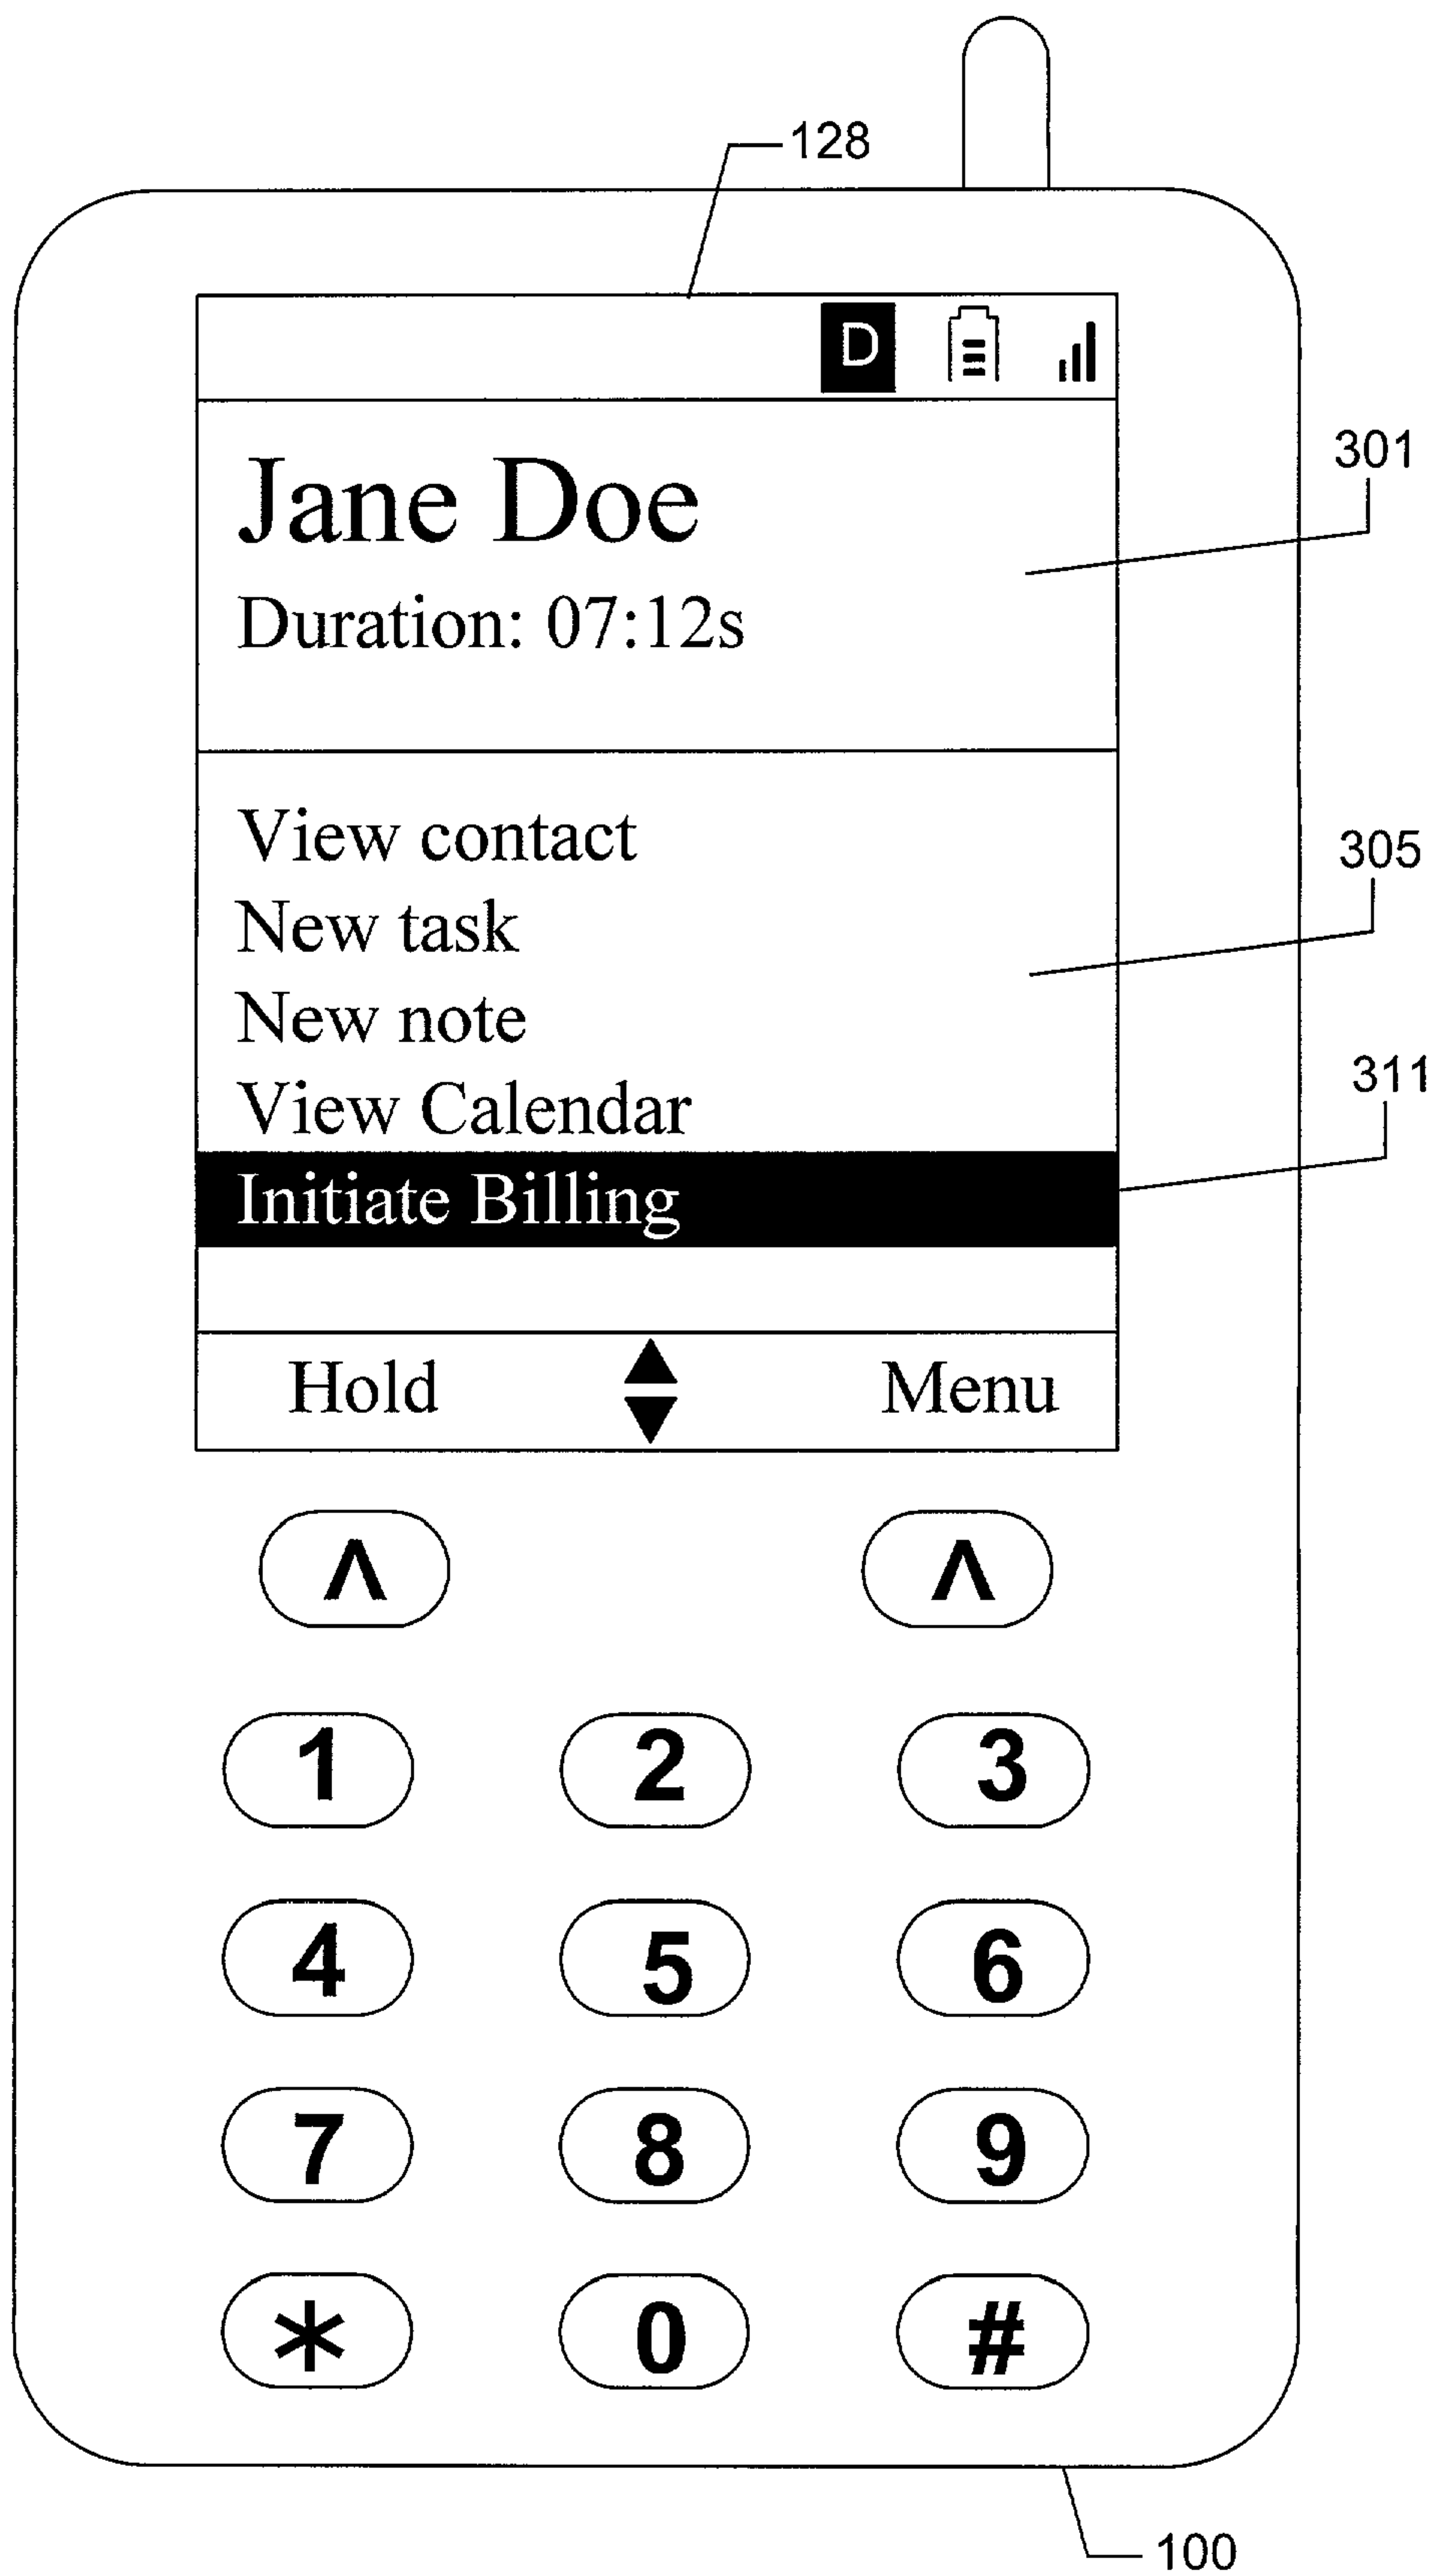 128
D
301
Jane Doe
Duration: 07:12s
View contact
305
New task
New note
311
View Calendar
Initiate Billing
Hold Menu
Λ Λ
1 2 3
4 5 6
7 8 9
* 0 #
100